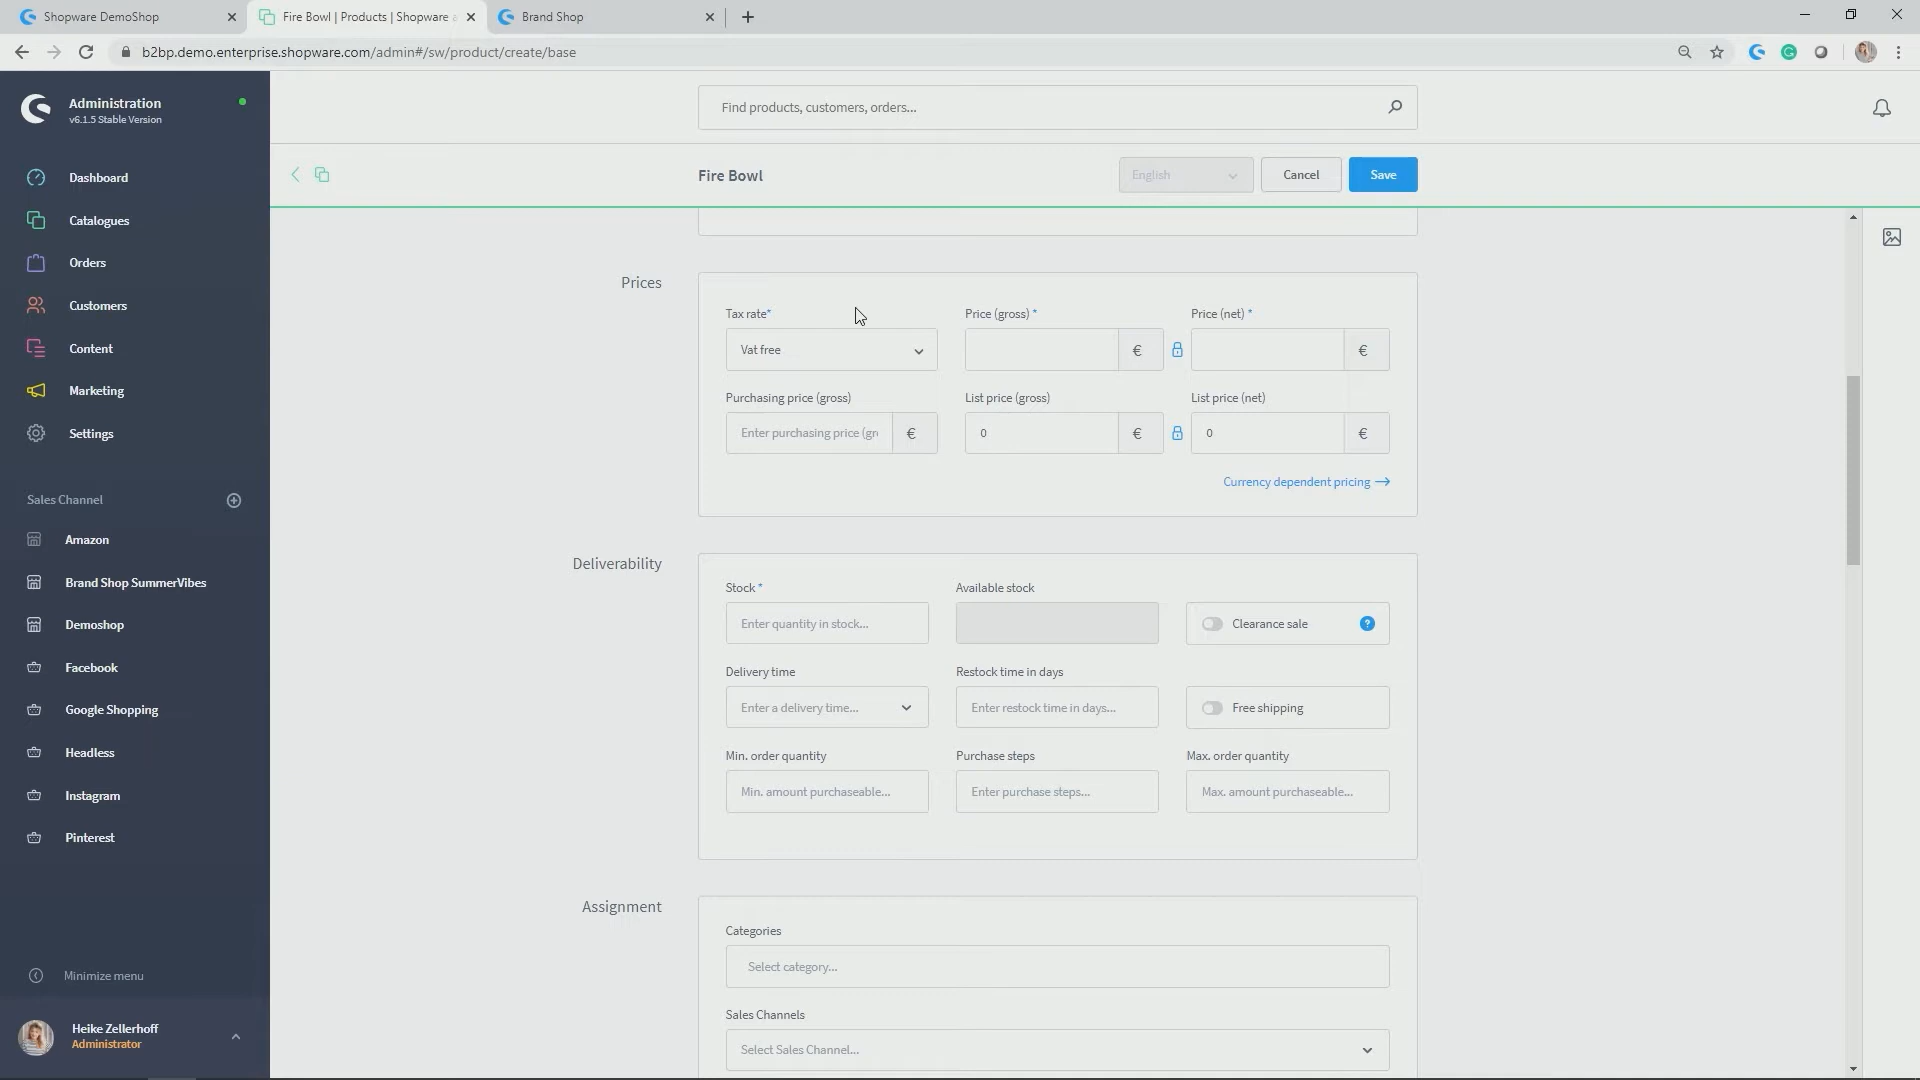 Shopware DemoShop
Fire Bowl | Products | Shopware a
Brand Shop
b2bp.demo.enterprise.shopware.com/admin#/sw/product/create/base
Administration
v6.1.5 Stable Version
Find products, customers, orders...
Fire Bowl
English
Cancel
Save
Dashboard
Catalogues
Orders
Customers
Content
Marketing
Settings
Sales Channel
Amazon
Brand Shop SummerVibes
Demoshop
Facebook
Google Shopping
Headless
Instagram
Pinterest
Minimize menu
Heike Zellerhoff
Administrator
Prices
Tax rate*
Price (gross) *
Price (net) *
Vat free
€
€
Purchasing price (gross)
List price (gross)
List price (net)
Enter purchasing price (gr
€
0
€
0
€
Currency dependent pricing →
Deliverability
Stock *
Available stock
Enter quantity in stock...
Clearance sale
?
Delivery time
Restock time in days
Enter a delivery time...
Enter restock time in days...
Free shipping
Min. order quantity
Purchase steps
Max. order quantity
Min. amount purchaseable...
Enter purchase steps...
Max. amount purchaseable...
Assignment
Categories
Select category...
Sales Channels
Select Sales Channel...